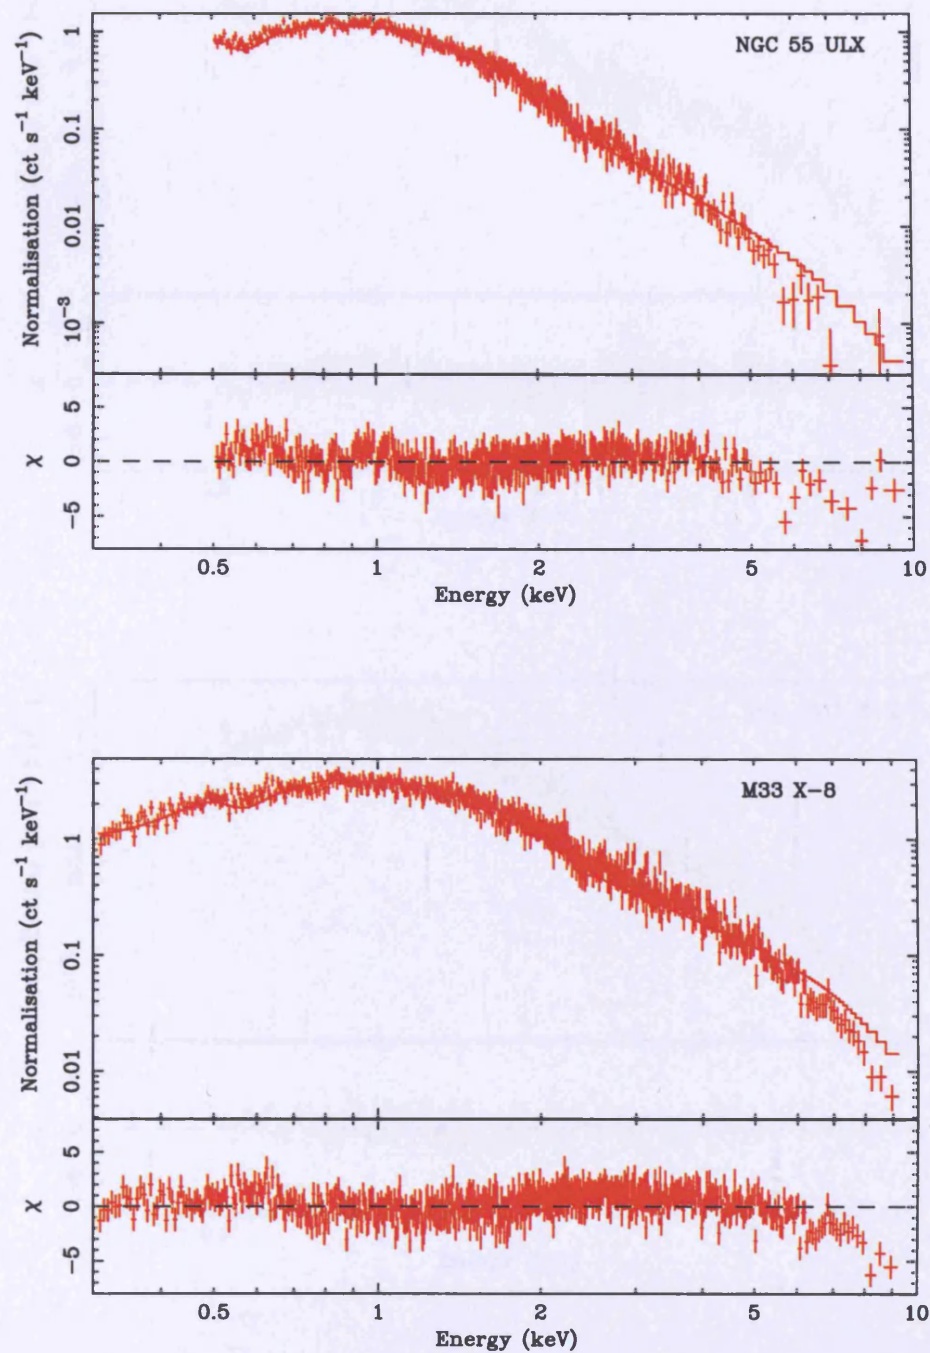 NGC 55 ULX
Normalisation (ct s⁻¹ keV⁻¹)
1
0.1
0.01
10⁻³
χ
5
0
−5
0.5 1 2 5 10
Energy (keV)
M33 X−8
Normalisation (ct s⁻¹ keV⁻¹)
1
0.1
0.01
χ
5
0
−5
0.5 1 2 5 10
Energy (keV)